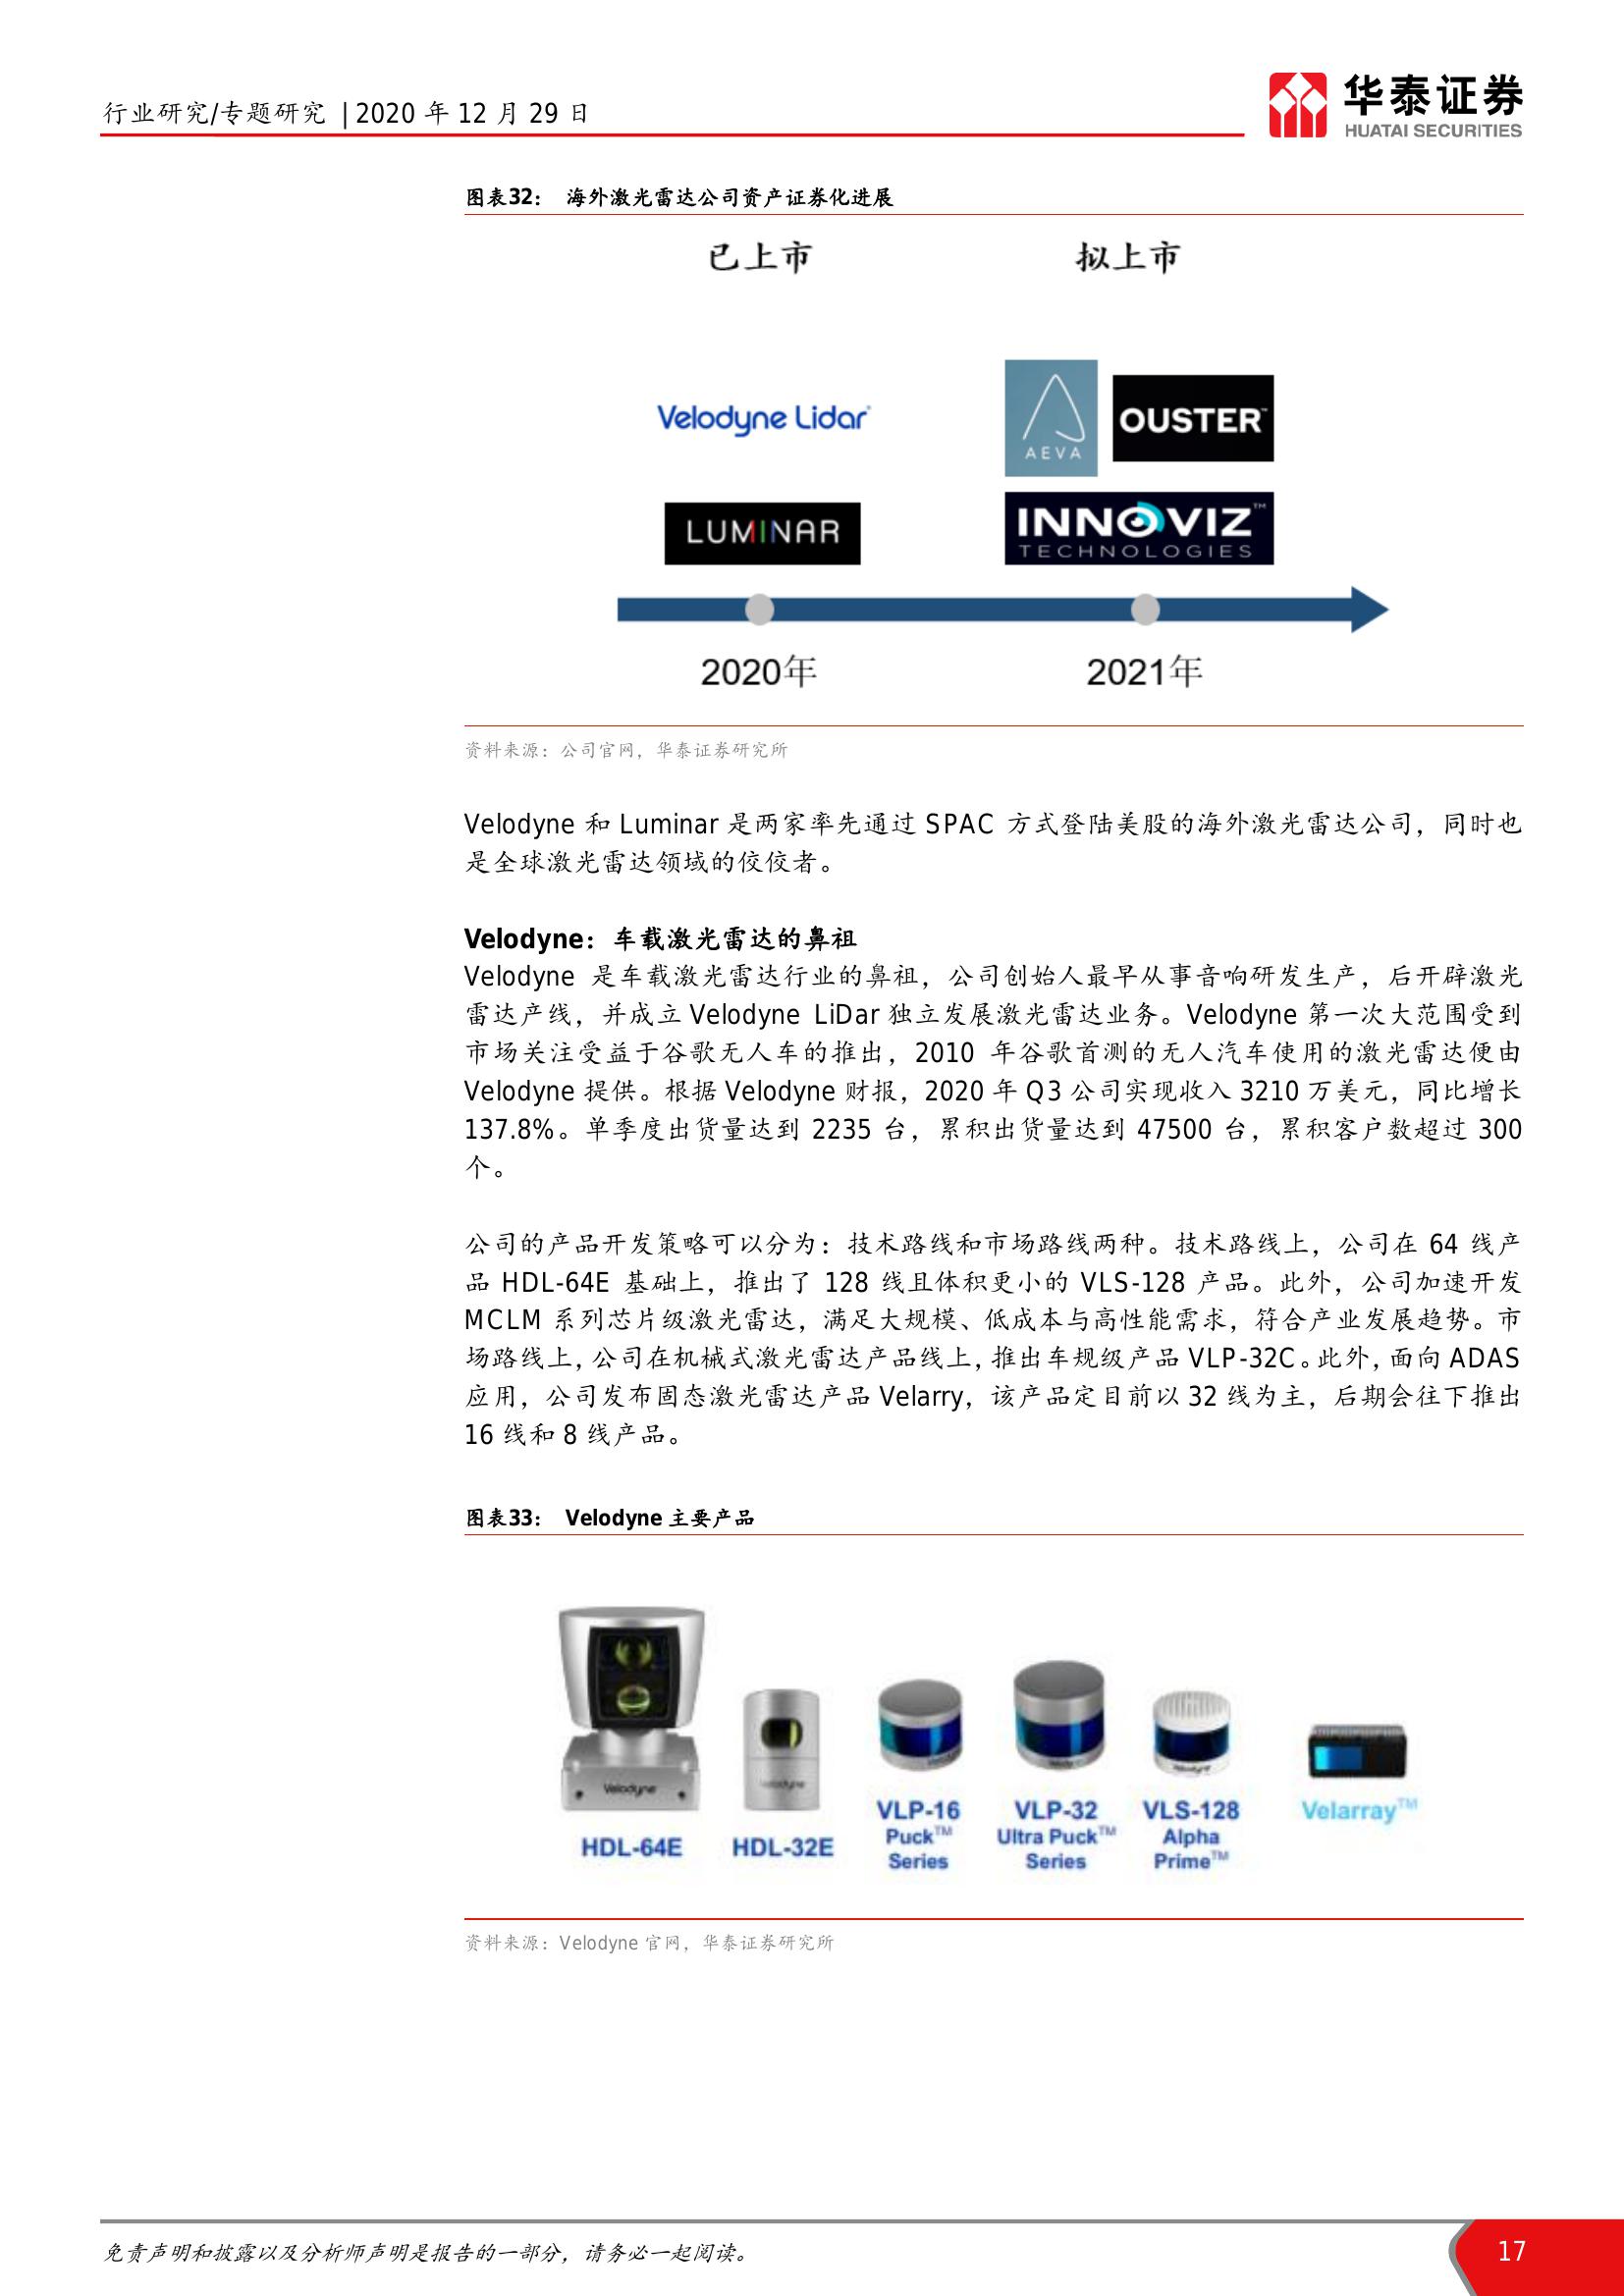 行业研究/专题研究 | 2020 年 12 月 29 日
华泰证券
HUATAI SECURITIES
图表32： 海外激光雷达公司资产证券化进展
已上市 拟上市
Velodyne Lidar
AEVA
OUSTER™
LUMINAR
INNOVIZ™
TECHNOLOGIES
2020年 2021年
资料来源：公司官网，华泰证券研究所
Velodyne 和 Luminar 是两家率先通过 SPAC 方式登陆美股的海外激光雷达公司，同时也
是全球激光雷达领域的佼佼者。
Velodyne：车载激光雷达的鼻祖
Velodyne 是车载激光雷达行业的鼻祖，公司创始人最早从事音响研发生产，后开辟激光
雷达产线，并成立 Velodyne LiDar 独立发展激光雷达业务。Velodyne 第一次大范围受到
市场关注受益于谷歌无人车的推出，2010 年谷歌首测的无人汽车使用的激光雷达便由
Velodyne 提供。根据 Velodyne 财报，2020 年 Q3 公司实现收入 3210 万美元，同比增长
137.8%。单季度出货量达到 2235 台，累积出货量达到 47500 台，累积客户数超过 300
个。
公司的产品开发策略可以分为：技术路线和市场路线两种。技术路线上，公司在 64 线产
品 HDL-64E 基础上，推出了 128 线且体积更小的 VLS-128 产品。此外，公司加速开发
MCLM 系列芯片级激光雷达，满足大规模、低成本与高性能需求，符合产业发展趋势。市
场路线上，公司在机械式激光雷达产品线上，推出车规级产品 VLP-32C。此外，面向 ADAS
应用，公司发布固态激光雷达产品 Velarry，该产品定目前以 32 线为主，后期会往下推出
16 线和 8 线产品。
图表33： Velodyne 主要产品
Velodyne
Velodyne
Velodyne
HDL-64E
HDL-32E
VLP-16
Puck™
Series
VLP-32
Ultra Puck™
Series
VLS-128
Alpha
Prime™
Velarray™
资料来源：Velodyne 官网，华泰证券研究所
免责声明和披露以及分析师声明是报告的一部分，请务必一起阅读。
17